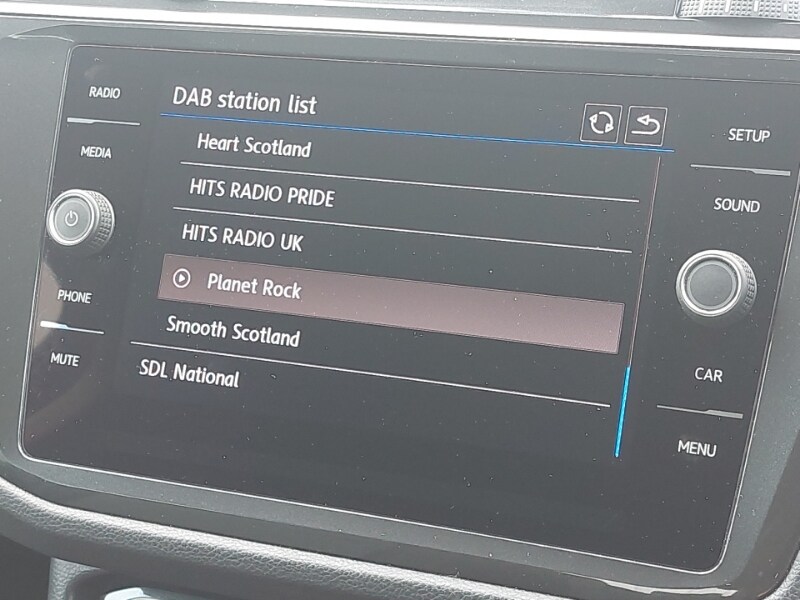 RADIO
MEDIA
PHONE
MUTE
DAB station list
Heart Scotland
HITS RADIO PRIDE
HITS RADIO UK
Planet Rock
Smooth Scotland
SDL National
SETUP
SOUND
CAR
MENU